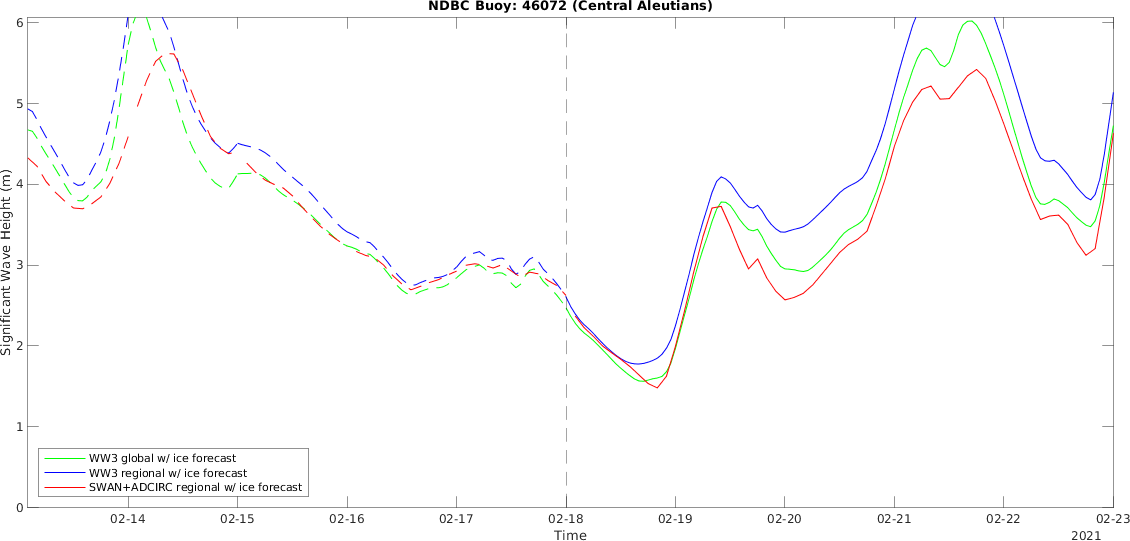 NDBC Buoy: 46072 (Central Aleutians)
6
5
4
3
2
1
0
Significant Wave Height (m)
WW3 global w/ ice forecast
WW3 regional w/ ice forecast
SWAN+ADCIRC regional w/ ice forecast
02-14 02-15 02-16 02-17 02-18 02-19 02-20 02-21 02-22 02-23
Time
2021